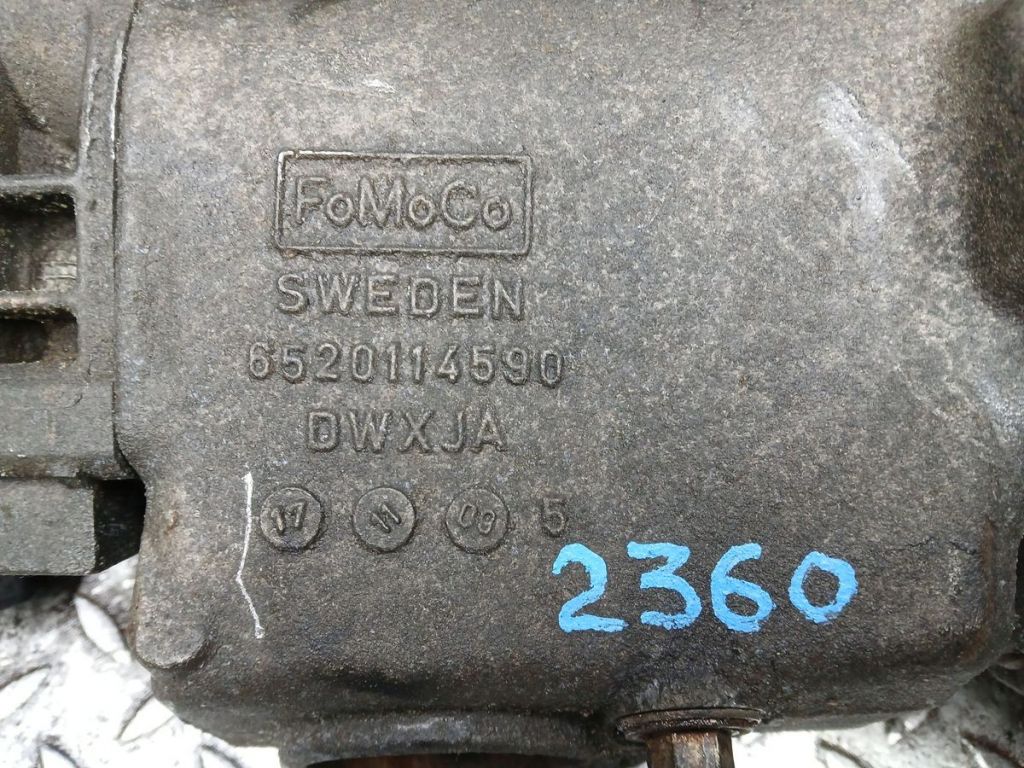 FoMoCo
SWEDEN
6520114590
DWXJA
17 11 09 5
2360